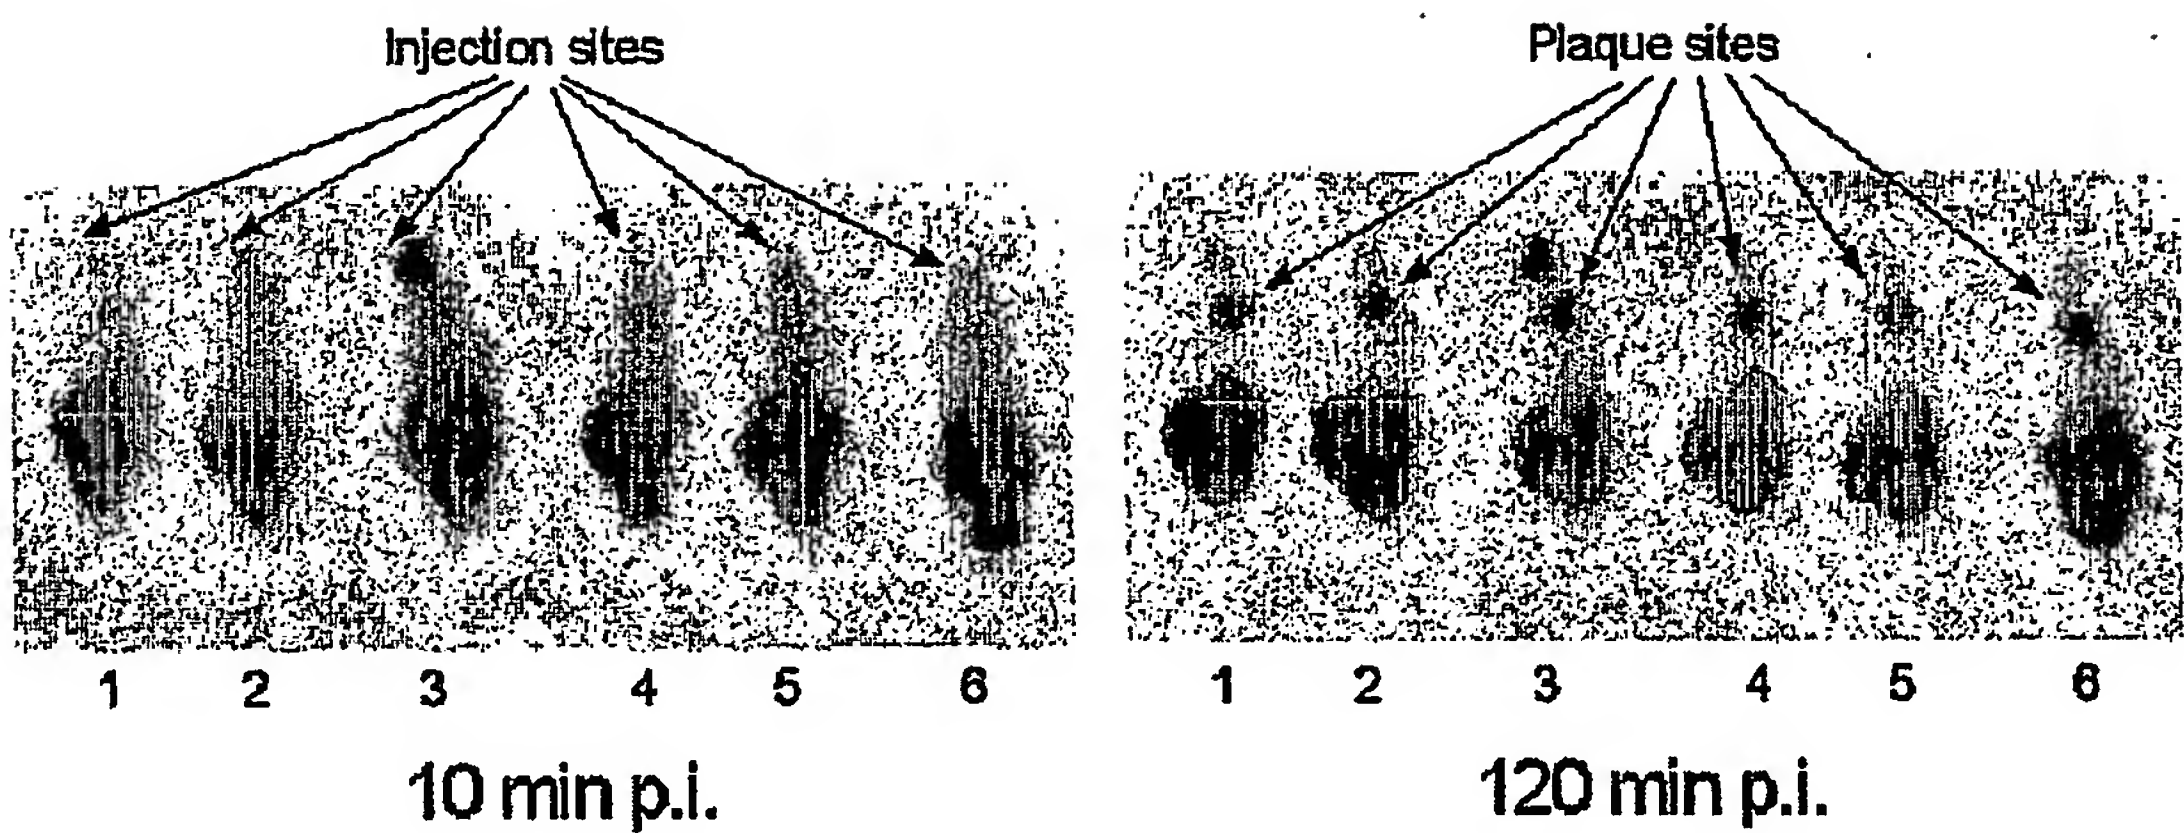 Injection sites
Plaque sites
1 2 3 4 5 6
1 2 3 4 5 6
10 min p.i.
120 min p.i.